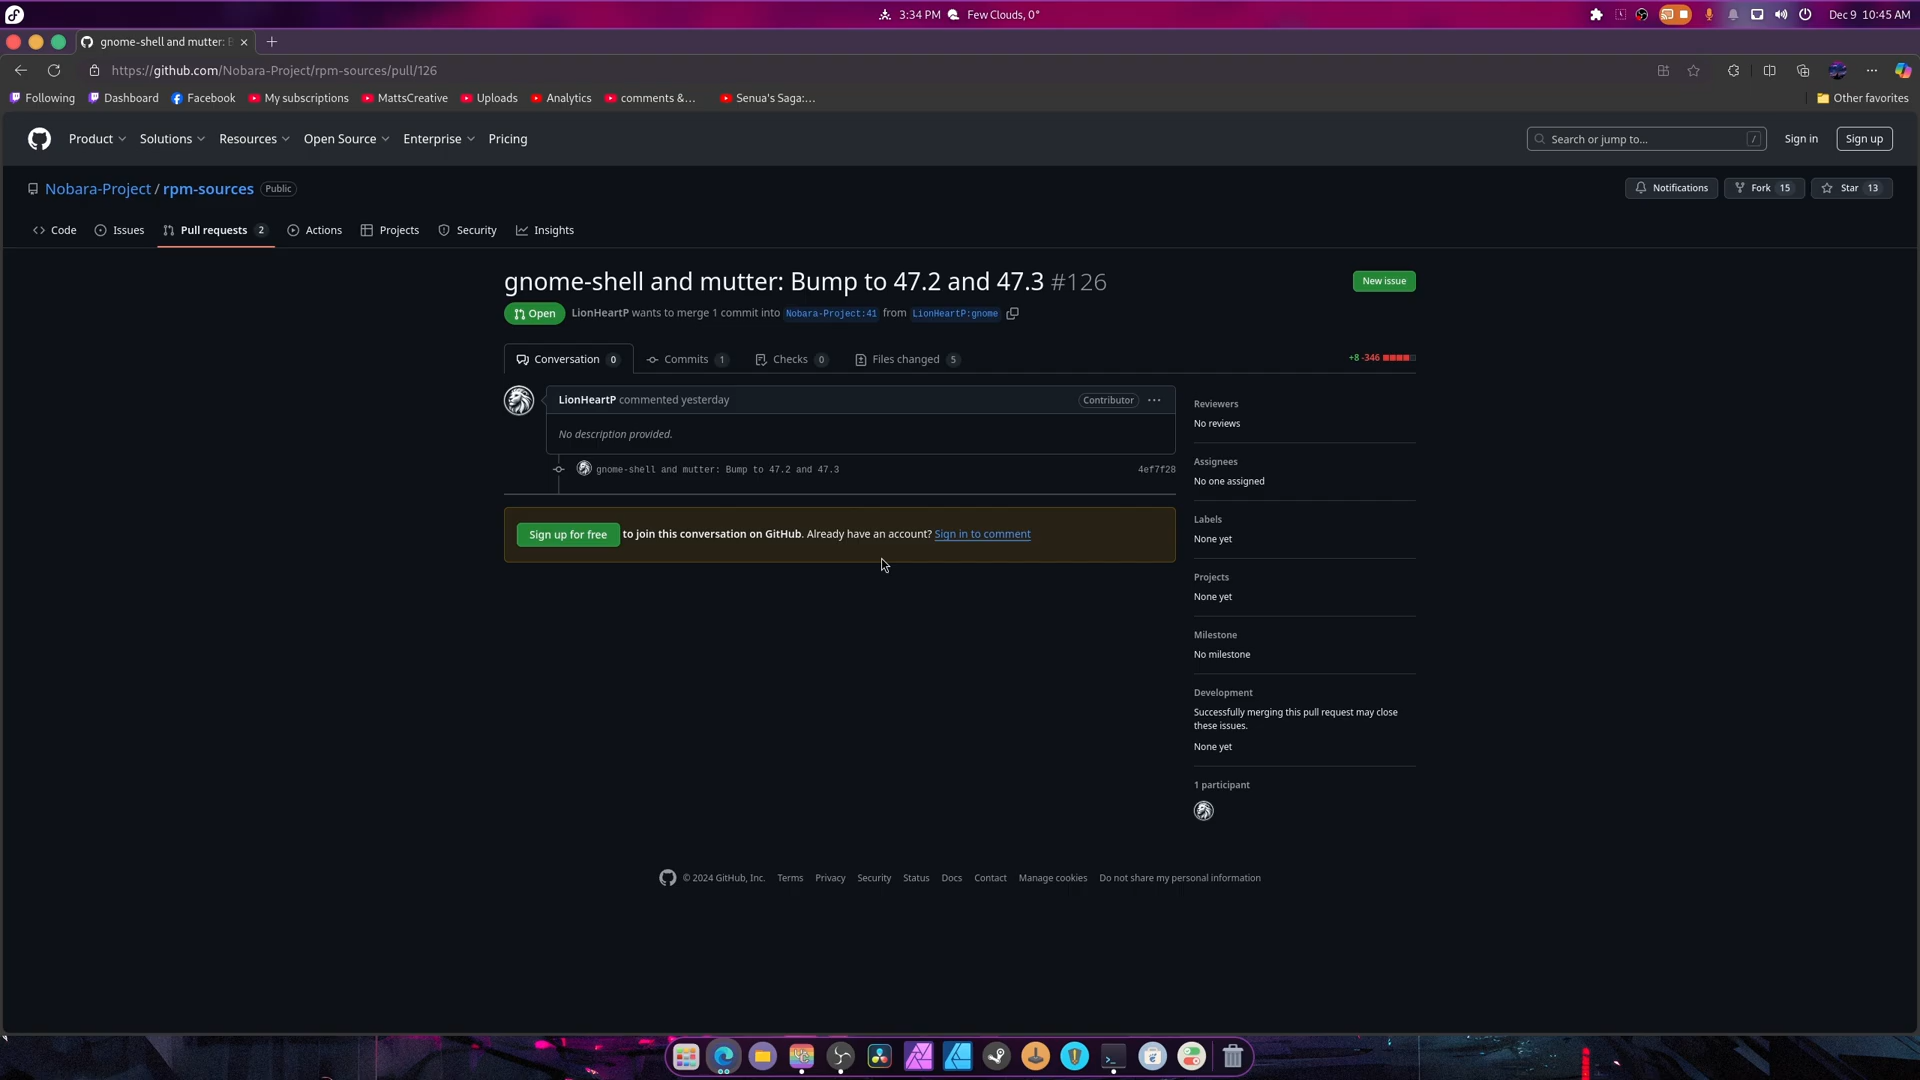 3:34 PM Few Clouds, 0°
Dec 9 10:45 AM
gnome-shell and mutter: B
https://github.com/Nobara-Project/rpm-sources/pull/126
Following Dashboard Facebook My subscriptions MattsCreative Uploads Analytics comments &... Senua's Saga:... Other favorites
Product Solutions Resources Open Source Enterprise Pricing Search or jump to... / Sign in Sign up
Nobara-Project / rpm-sources Public Notifications Fork 15 Star 13
Code Issues Pull requests 2 Actions Projects Security Insights
gnome-shell and mutter: Bump to 47.2 and 47.3 #126 New issue
Open LionHeartP wants to merge 1 commit into Nobara-Project:41 from LionHeartP:gnome
Conversation 0 Commits 1 Checks 0 Files changed 5 +8 -346
LionHeartP commented yesterday Contributor
No description provided.
gnome-shell and mutter: Bump to 47.2 and 47.3 4ef7f28
Sign up for free to join this conversation on GitHub. Already have an account? Sign in to comment
Reviewers
No reviews
Assignees
No one assigned
Labels
None yet
Projects
None yet
Milestone
No milestone
Development
Successfully merging this pull request may close
these issues.
None yet
1 participant
© 2024 GitHub, Inc. Terms Privacy Security Status Docs Contact Manage cookies Do not share my personal information